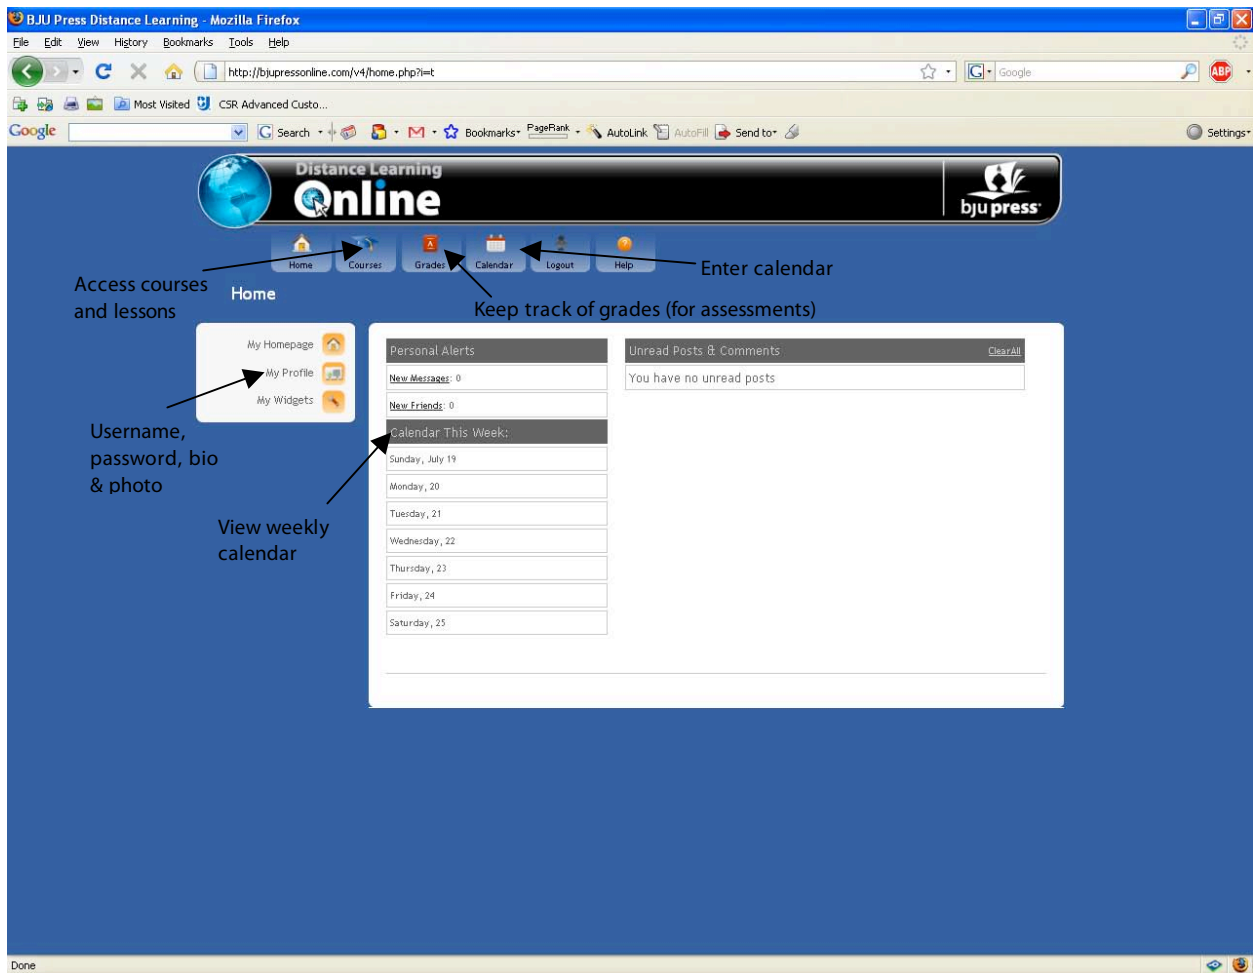 BJU Press Distance Learning - Mozilla Firefox
File Edit View History Bookmarks Tools Help
http://bjupressonline.com/v4/home.php?i=t
G Google
ABP
Most Visited CSR Advanced Custo...
Google G Search Bookmarks PageRank AutoLink AutoFill Send to Settings
Distance Learning
Online
bju press
Home Courses Grades Calendar Logout Help
Access courses
and lessons
Enter calendar
Keep track of grades (for assessments)
Home
My Homepage
My Profile
My Widgets
Username,
password, bio
& photo
View weekly
calendar
Personal Alerts
New Messages: 0
New Friends: 0
Calendar This Week:
Sunday, July 19
Monday, 20
Tuesday, 21
Wednesday, 22
Thursday, 23
Friday, 24
Saturday, 25
Unread Posts & Comments ClearAll
You have no unread posts
Done